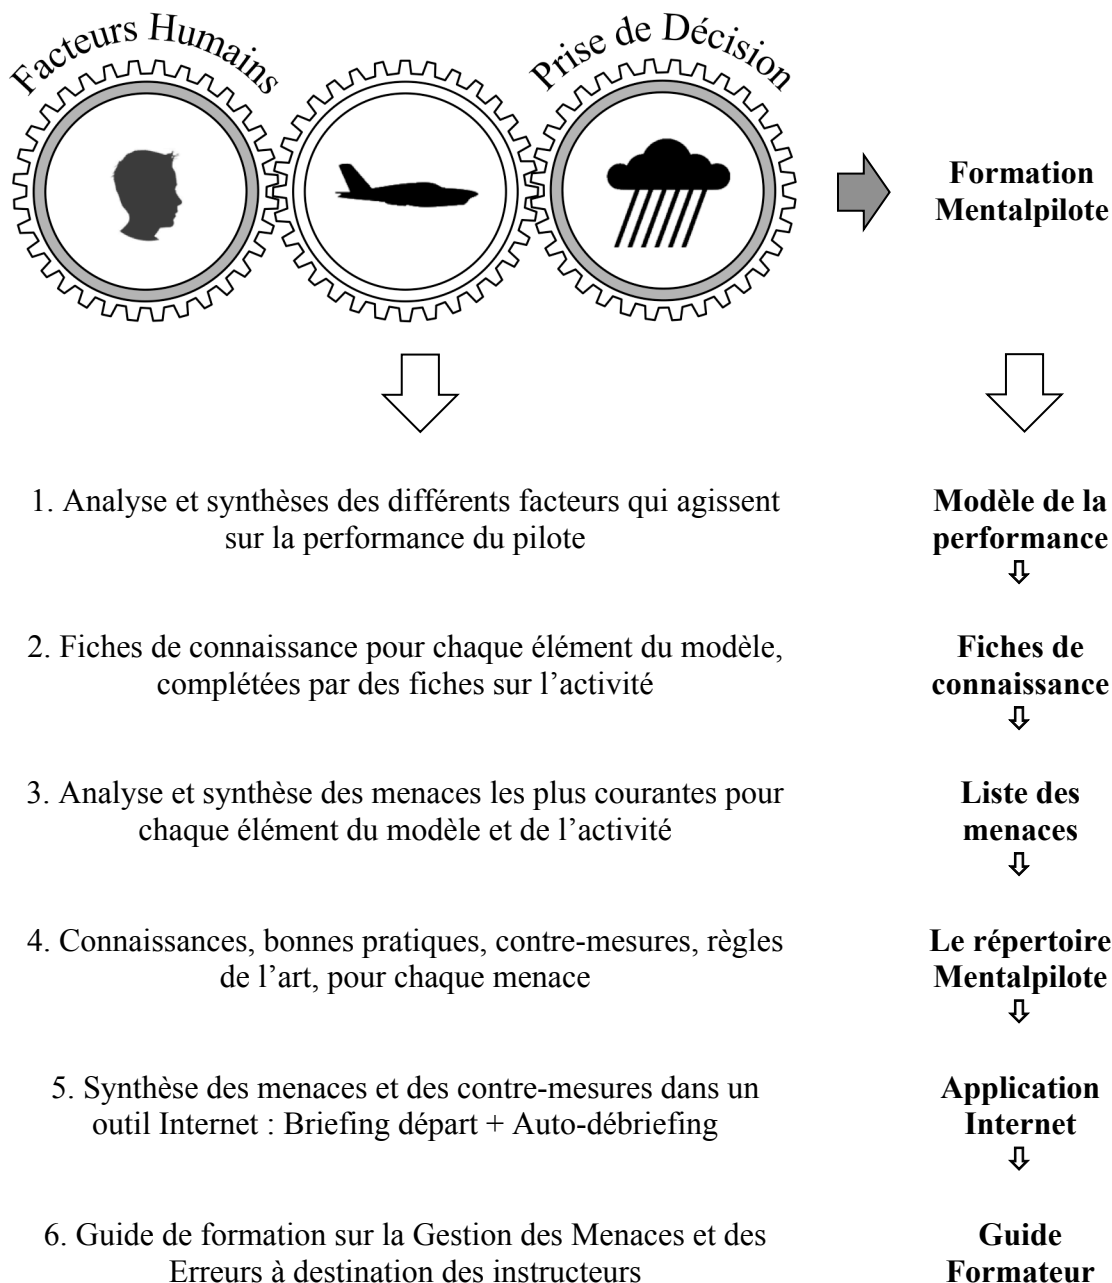 Facteurs Humains
Prise de Décision
Formation
Mentalpilote
1. Analyse et synthèses des différents facteurs qui agissent
sur la performance du pilote
Modèle de la
performance
2. Fiches de connaissance pour chaque élément du modèle,
complétées par des fiches sur l’activité
Fiches de
connaissance
3. Analyse et synthèse des menaces les plus courantes pour
chaque élément du modèle et de l’activité
Liste des
menaces
4. Connaissances, bonnes pratiques, contre-mesures, règles
de l’art, pour chaque menace
Le répertoire
Mentalpilote
5. Synthèse des menaces et des contre-mesures dans un
outil Internet : Briefing départ + Auto-débriefing
Application
Internet
6. Guide de formation sur la Gestion des Menaces et des
Erreurs à destination des instructeurs
Guide
Formateur